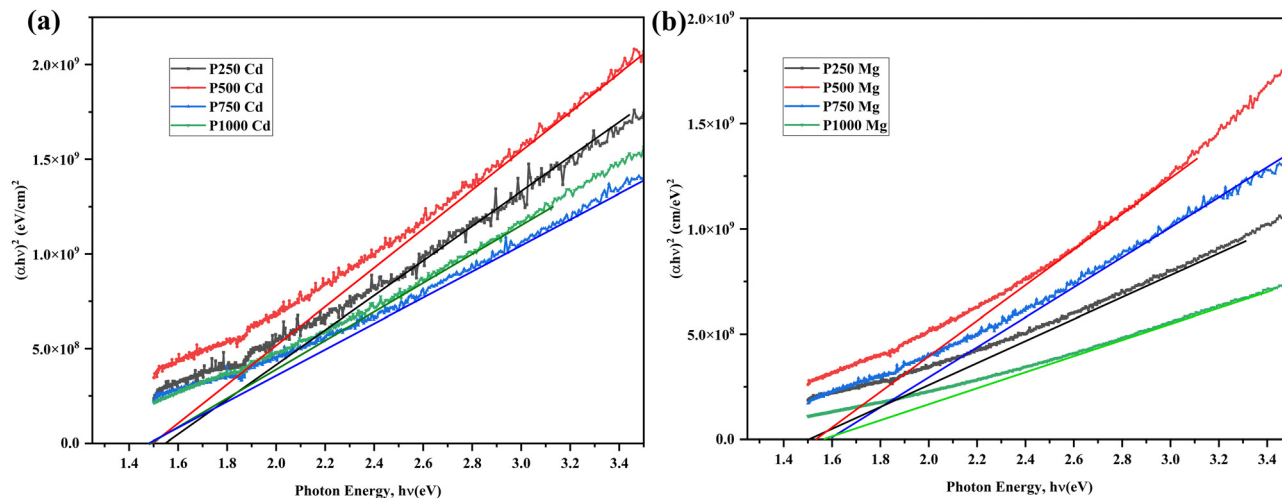 (a)
2.0×10⁹
1.5×10⁹
1.0×10⁹
5.0×10⁸
0.0
(αhν)² (eV/cm)²
P250 Cd
P500 Cd
P750 Cd
P1000 Cd
1.4 1.6 1.8 2.0 2.2 2.4 2.6 2.8 3.0 3.2 3.4
Photon Energy, hν(eV)
(b)
2.0×10⁹
1.5×10⁹
1.0×10⁹
5.0×10⁸
0.0
(αhν)² (cm/eV)²
P250 Mg
P500 Mg
P750 Mg
P1000 Mg
1.4 1.6 1.8 2.0 2.2 2.4 2.6 2.8 3.0 3.2 3.4
Photon Energy, hν(eV)